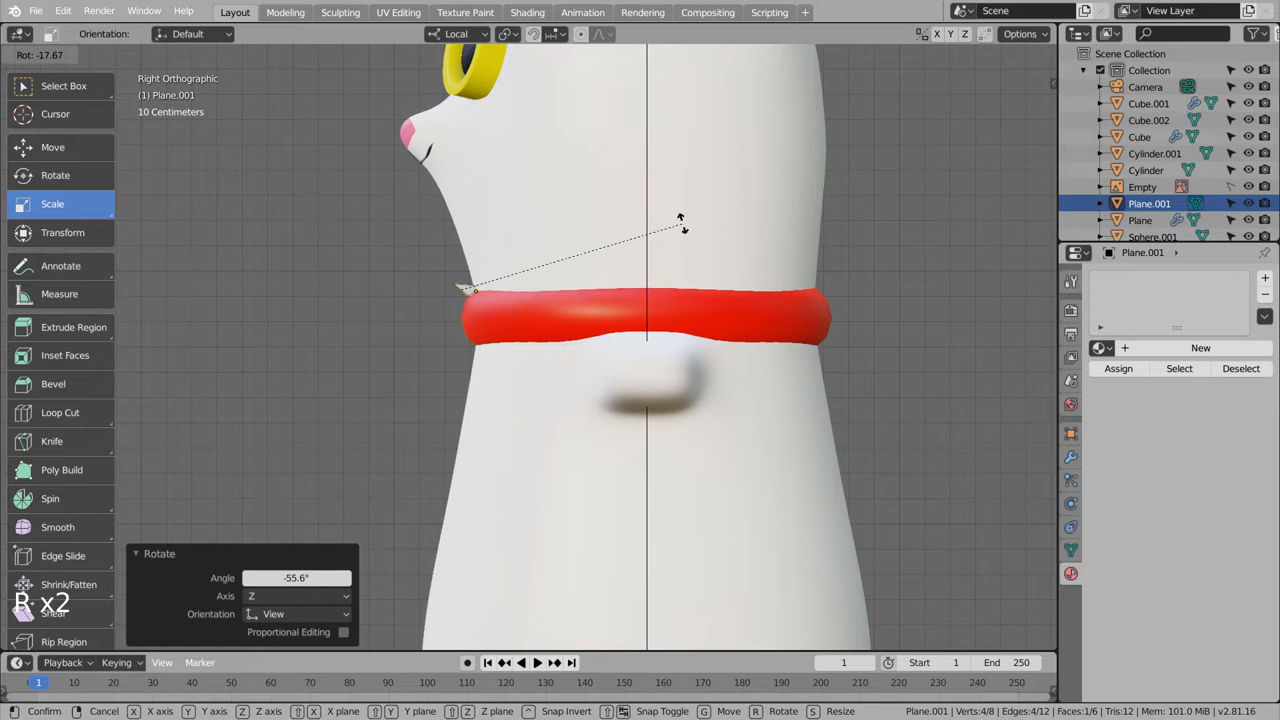 File Edit Render Window Help Layout Modeling Sculpting UV Editing Texture Paint Shading Animation Rendering Compositing Scripting + Scene View Layer
Orientation: Default Local X Y Z Options
Rot: -17.67
Right Orthographic
(1) Plane.001
10 Centimeters
Select Box
Cursor
Move
Rotate
Scale
Transform
Annotate
Measure
Extrude Region
Inset Faces
Bevel
Loop Cut
Knife
Poly Build
Spin
Smooth
Edge Slide
Shrink/Fatten
Shear
Rip Region
R x2
Rotate
Angle -55.6°
Axis Z
Orientation View
Proportional Editing
Scene Collection
Collection
Camera
Cube.001
Cube.002
Cube
Cylinder.001
Cylinder
Empty
Plane.001
Plane
Sphere.001
Plane.001
+ New
Assign Select Deselect
Playback Keying View Marker 1 Start 1 End 250
1 10 20 30 40 50 60 70 80 90 100 110 120 130 140 150 160 170 180 190 200 210 220 230 240 250
Confirm Cancel X X axis Y Y axis Z Z axis X X plane Y Y plane Z Z plane Snap Invert Snap Toggle G Move R Rotate S Resize Plane.001 | Verts:4/8 | Edges:4/12 | Faces:1/6 | Tris:12 | Mem: 109.0 MB | v2.81.16